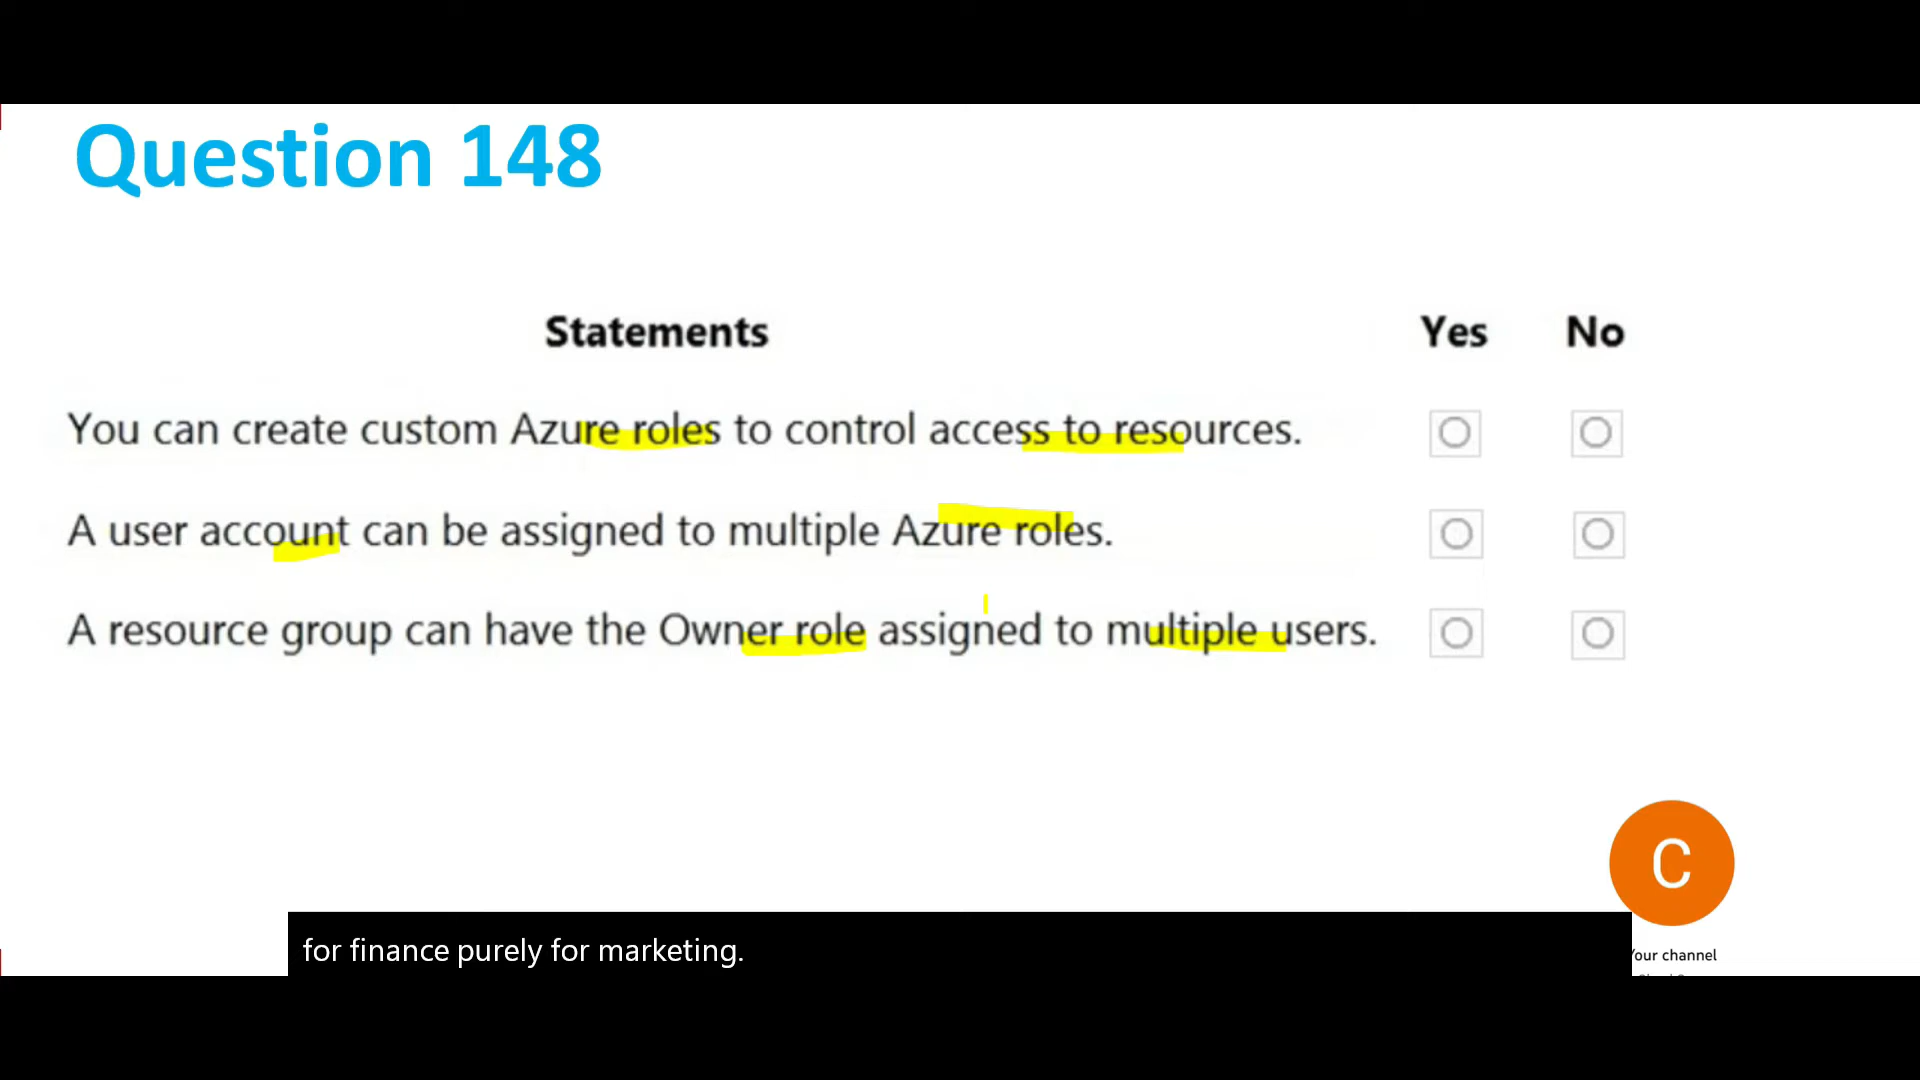 Question 148
Statements Yes No
You can create custom Azure roles to control access to resources.
A user account can be assigned to multiple Azure roles.
A resource group can have the Owner role assigned to multiple users.
C
for finance purely for marketing.
our channel